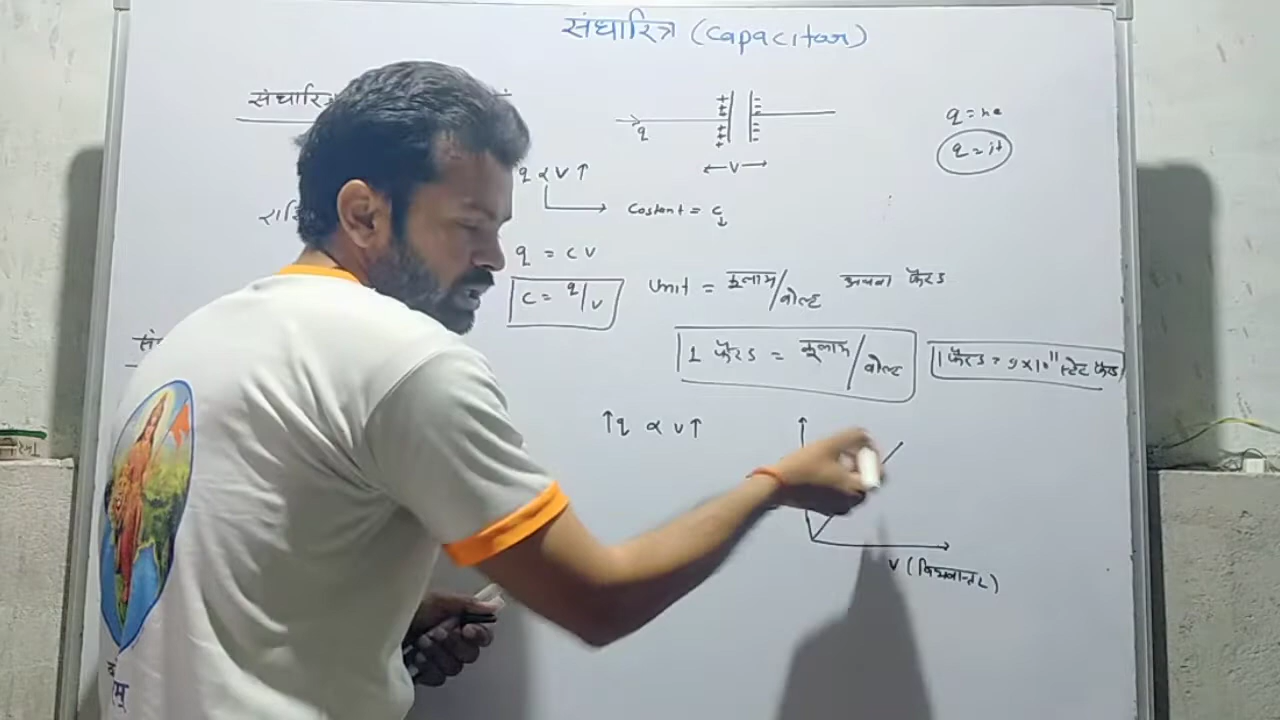 संधारित्र (Capacitor)
संधारित्र
q
+ + + +
- - - -
← V →
q = ne
q = it
q ∝ V ↑
Costant = C
↓
q = CV
C = q/V
Unit = कूलाम/वोल्ट अथवा फैरड
1 फैरड = कूलाम/वोल्ट
1 फैरड = 9 x 10¹¹ स्टेट फैरड
↑q ∝ V↑
V (विभवान्तर)